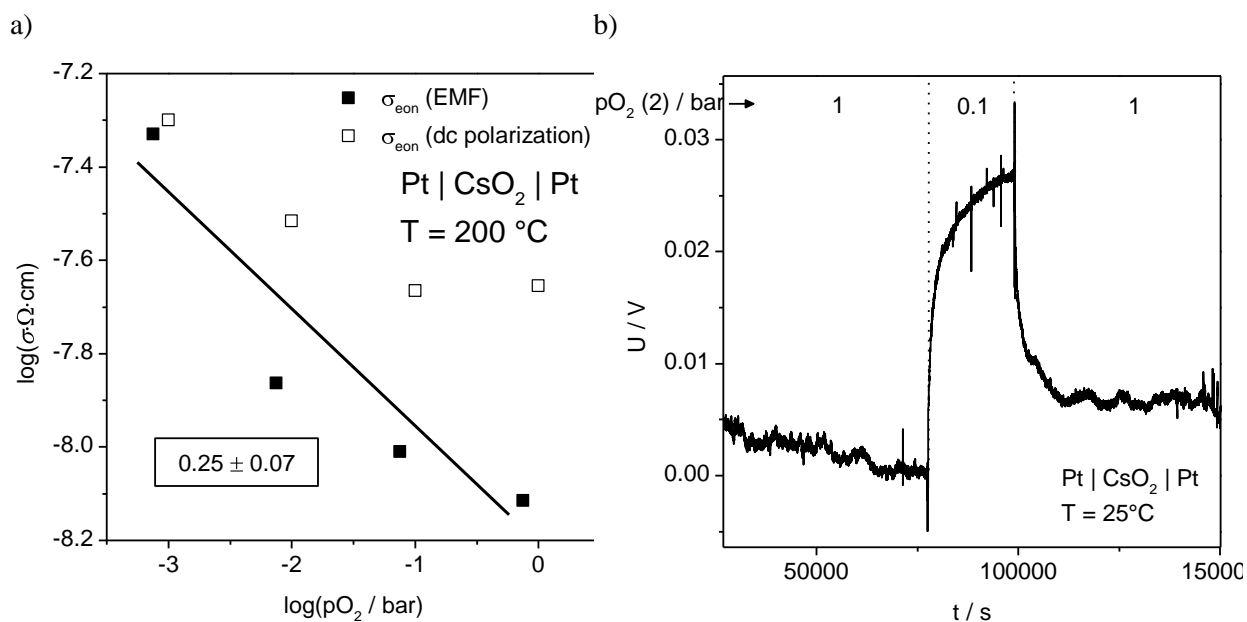 a)
-7.2
-7.4
-7.6
-7.8
-8.0
-8.2
log(σ·Ω·cm)
■ σeon (EMF)
□ σeon (dc polarization)
Pt | CsO2 | Pt
T = 200 °C
0.25 ± 0.07
-3 -2 -1 0
log(pO2 / bar)
b)
pO2 (2) / bar → 1 0.1 1
0.03
0.02
0.01
0.00
U / V
Pt | CsO2 | Pt
T = 25°C
50000 100000 15000
t / s